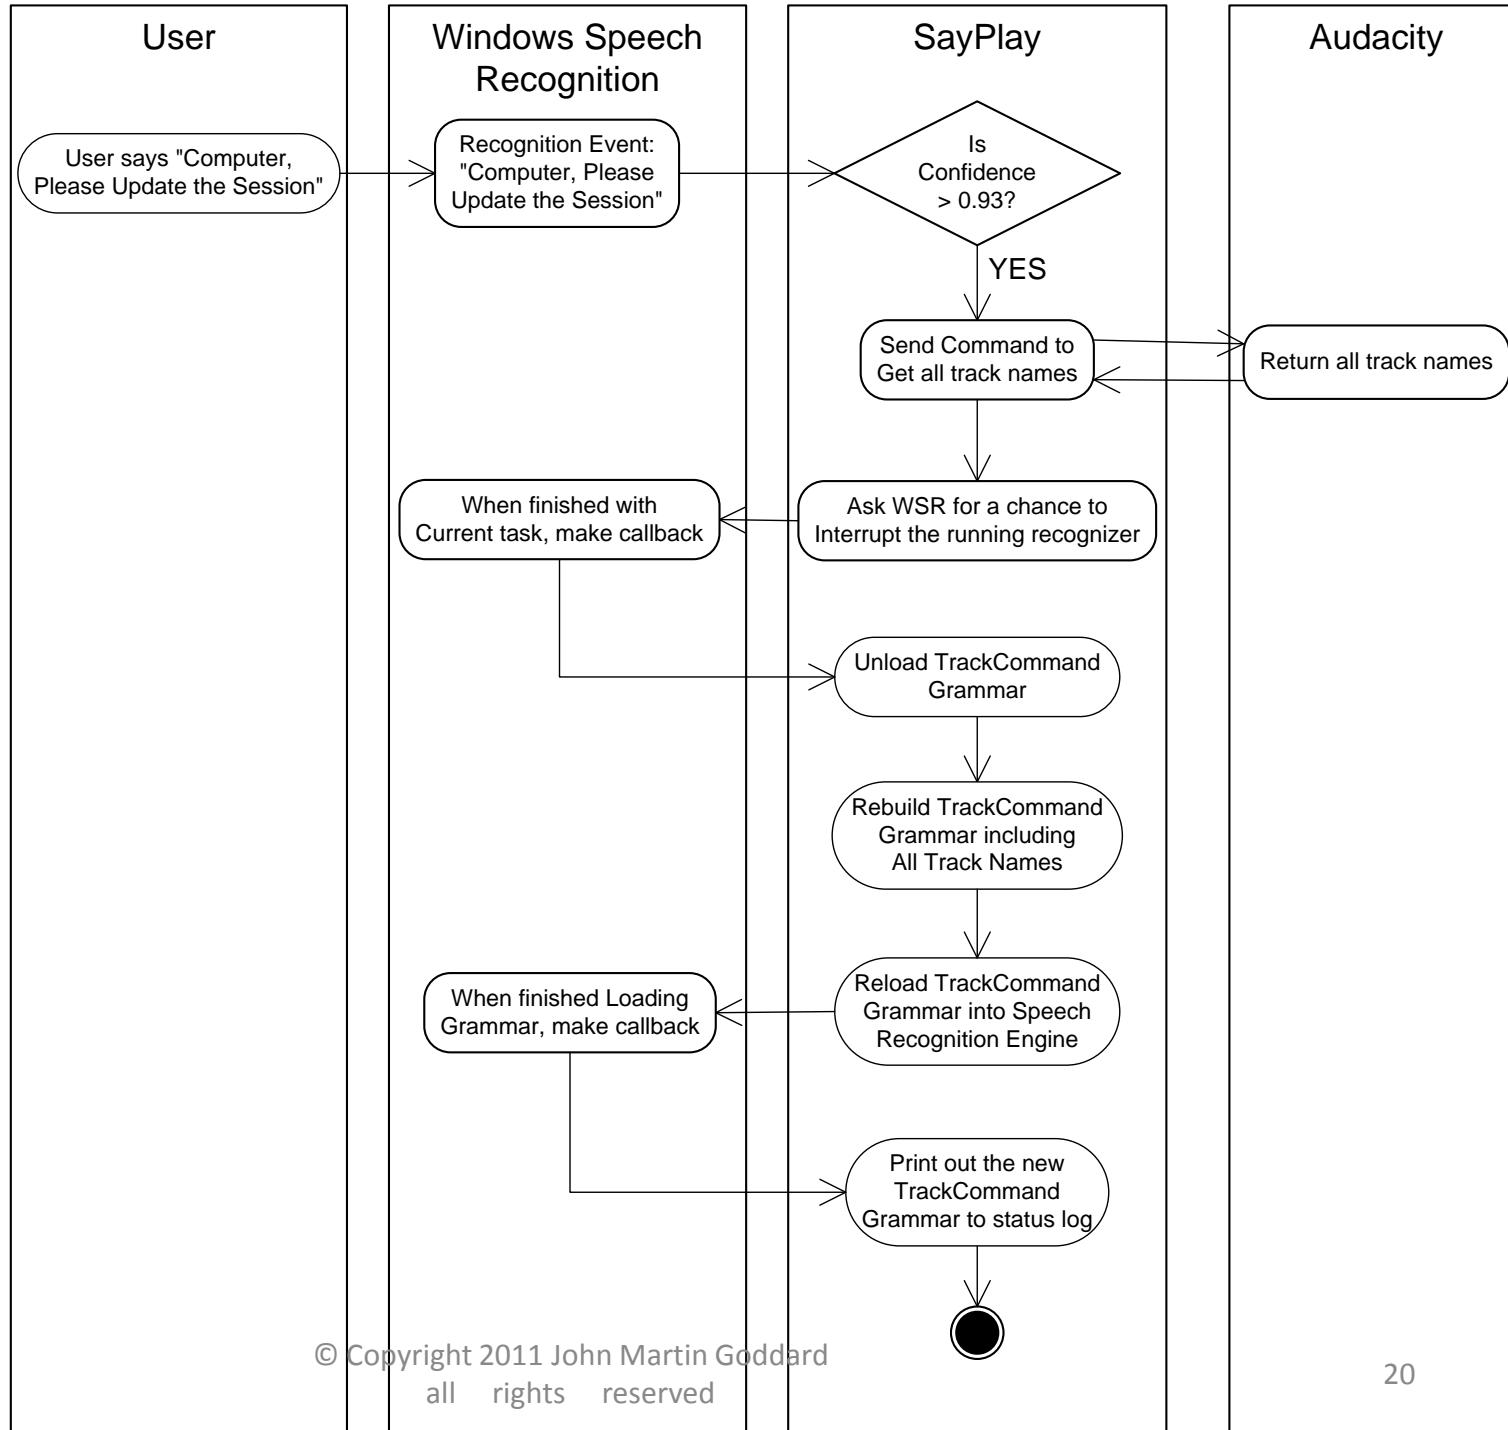 User
Windows Speech
Recognition
SayPlay
Audacity
User says "Computer,
Please Update the Session"
Recognition Event:
"Computer, Please
Update the Session"
Is
Confidence
> 0.93?
YES
Send Command to
Get all track names
Return all track names
Ask WSR for a chance to
Interrupt the running recognizer
When finished with
Current task, make callback
Unload TrackCommand
Grammar
Rebuild TrackCommand
Grammar including
All Track Names
Reload TrackCommand
Grammar into Speech
Recognition Engine
When finished Loading
Grammar, make callback
Print out the new
TrackCommand
Grammar to status log
© Copyright 2011 John Martin Goddard
all rights reserved
20